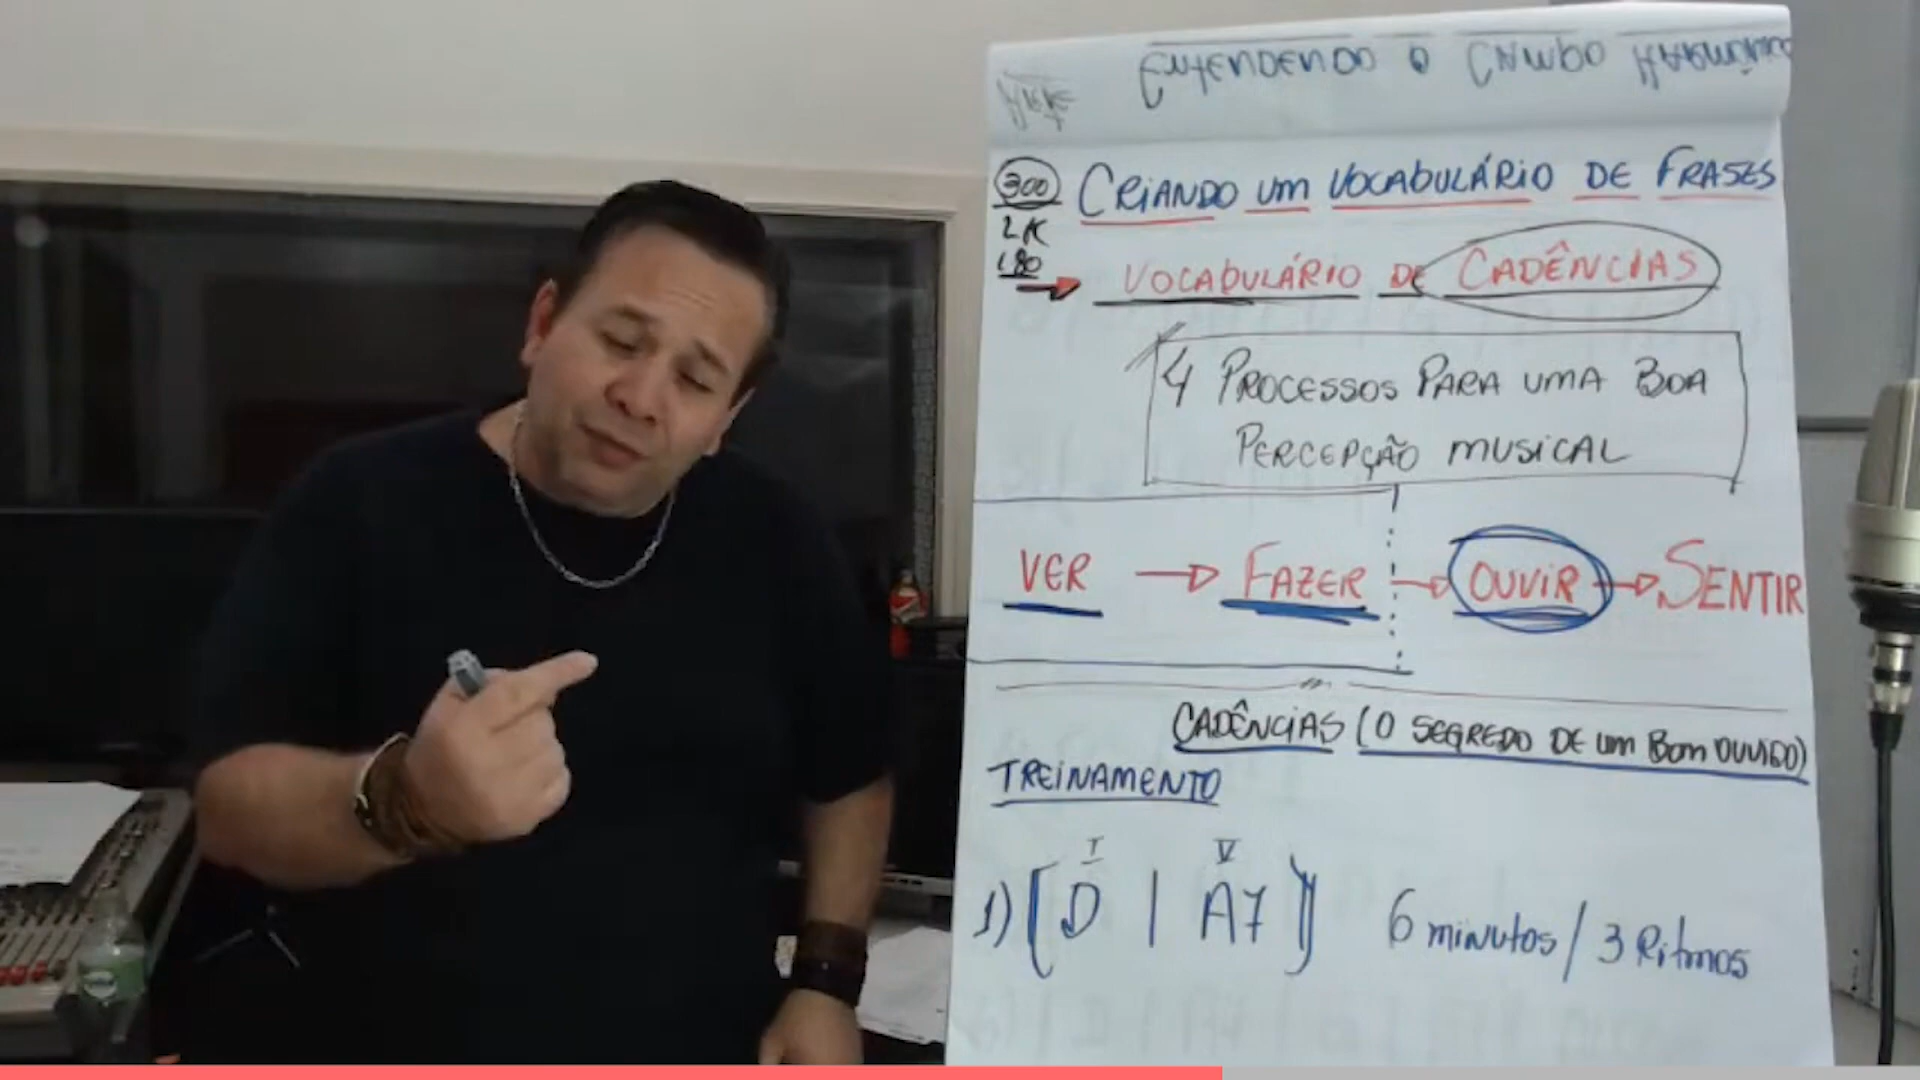 Entendendo o Campo Harmônico
300 Criando um vocabulário de frases
2K
180
vocabulário de Cadências
4 Processos Para uma Boa
Percepção musical
Ver → Fazer → ouvir → Sentir
Cadências (o segredo de um Bom ouvido)
Treinamento
I V
1) [ D | A7 ] 6 minutos / 3 Ritmos